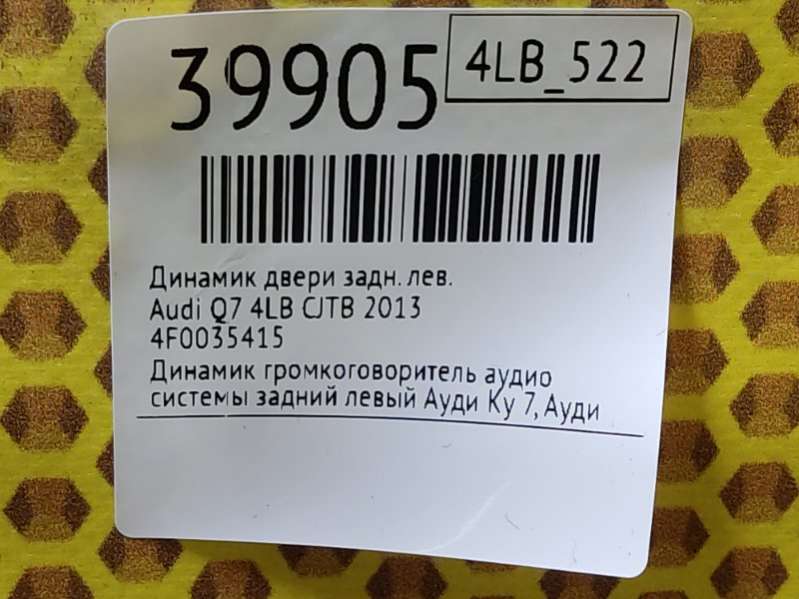 39905
4LB_522
Динамик двери задн. лев.
Audi Q7 4LB CJTB 2013
4F0035415
Динамик громкоговоритель аудио
системы задний левый Ауди Ку 7, Ауди